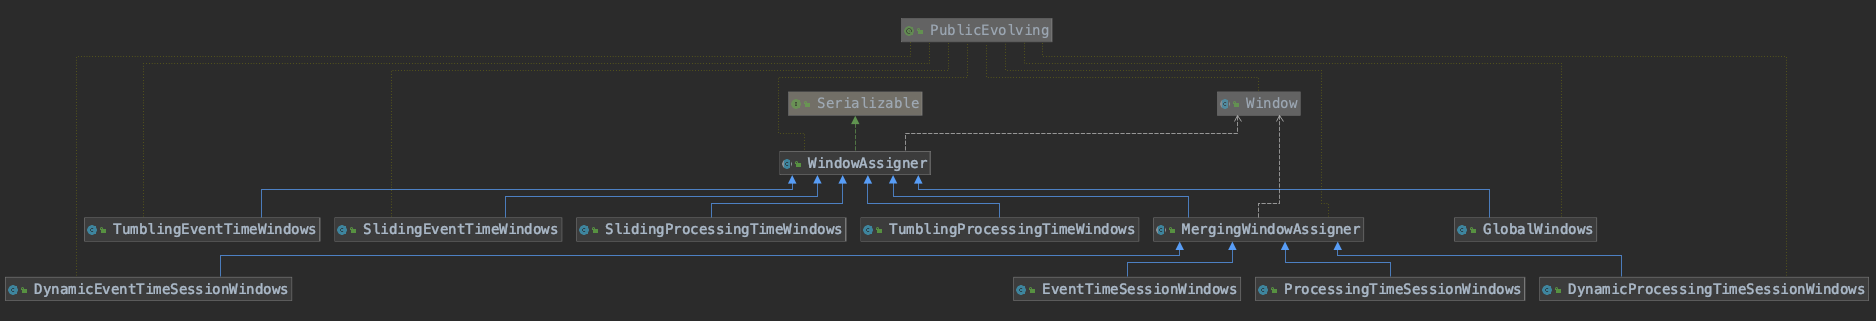 PublicEvolving
Serializable
Window
WindowAssigner
TumblingEventTimeWindows
SlidingEventTimeWindows
SlidingProcessingTimeWindows
TumblingProcessingTimeWindows
MergingWindowAssigner
GlobalWindows
DynamicEventTimeSessionWindows
EventTimeSessionWindows
ProcessingTimeSessionWindows
DynamicProcessingTimeSessionWindows